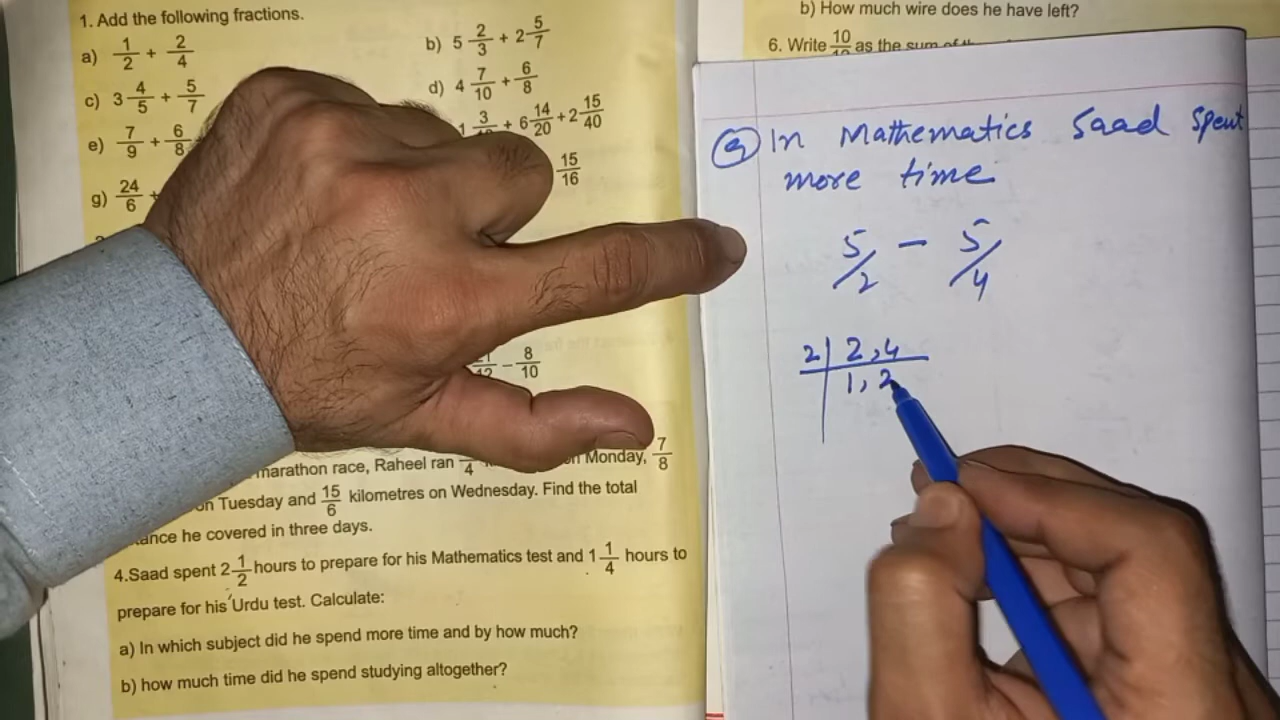 1. Add the following fractions.
a) 1/2 + 2/4
b) 5 2/3 + 2 5/7
c) 3 4/5 + 5/7
d) 4 7/10 + 6/8
e) 7/9 + 6/8
3 + 6 14/20 + 2 15/40
g) 24/6 +
15/16
- 8/10
marathon race, Raheel ran /4 on Monday, 7/8
on Tuesday and 15/6 kilometres on Wednesday. Find the total
he covered in three days.
4.Saad spent 2 1/2 hours to prepare for his Mathematics test and 1 1/4 hours to
prepare for his Urdu test. Calculate:
a) In which subject did he spend more time and by how much?
b) how much time did he spend studying altogether?
b) How much wire does he have left?
6. Write 10/ as the sum of
a In Mathematics Saad Spent
more time
5/2 - 5/4
2 | 2,4
1, 2